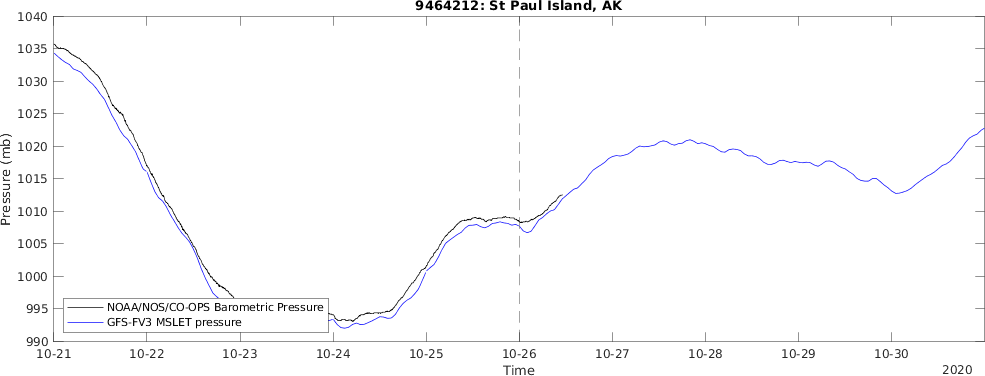 9464212: St Paul Island, AK
Pressure (mb)
1040
1035
1030
1025
1020
1015
1010
1005
1000
995
990
NOAA/NOS/CO-OPS Barometric Pressure
GFS-FV3 MSLET pressure
10-21 10-22 10-23 10-24 10-25 10-26 10-27 10-28 10-29 10-30
Time
2020